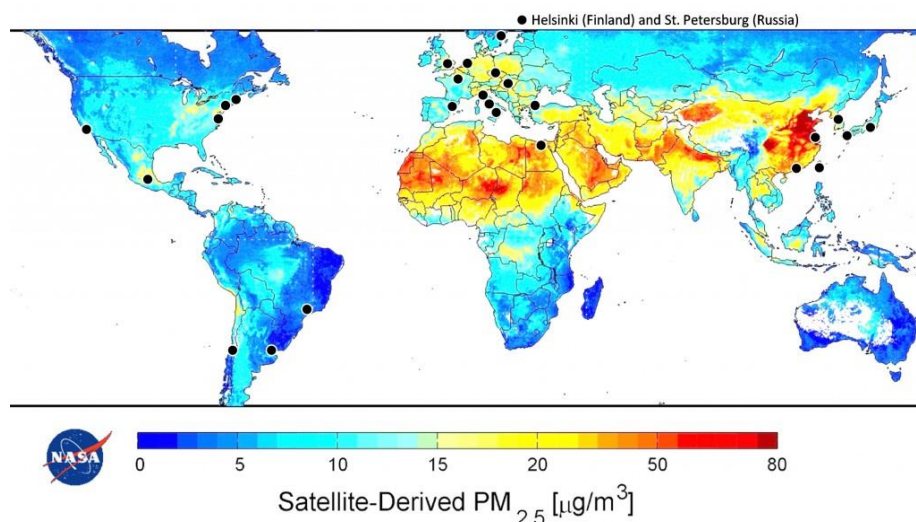 ● Helsinki (Finland) and St. Petersburg (Russia)
NASA
0 5 10 15 20 50 80
Satellite-Derived PM₂.₅ [μg/m³]